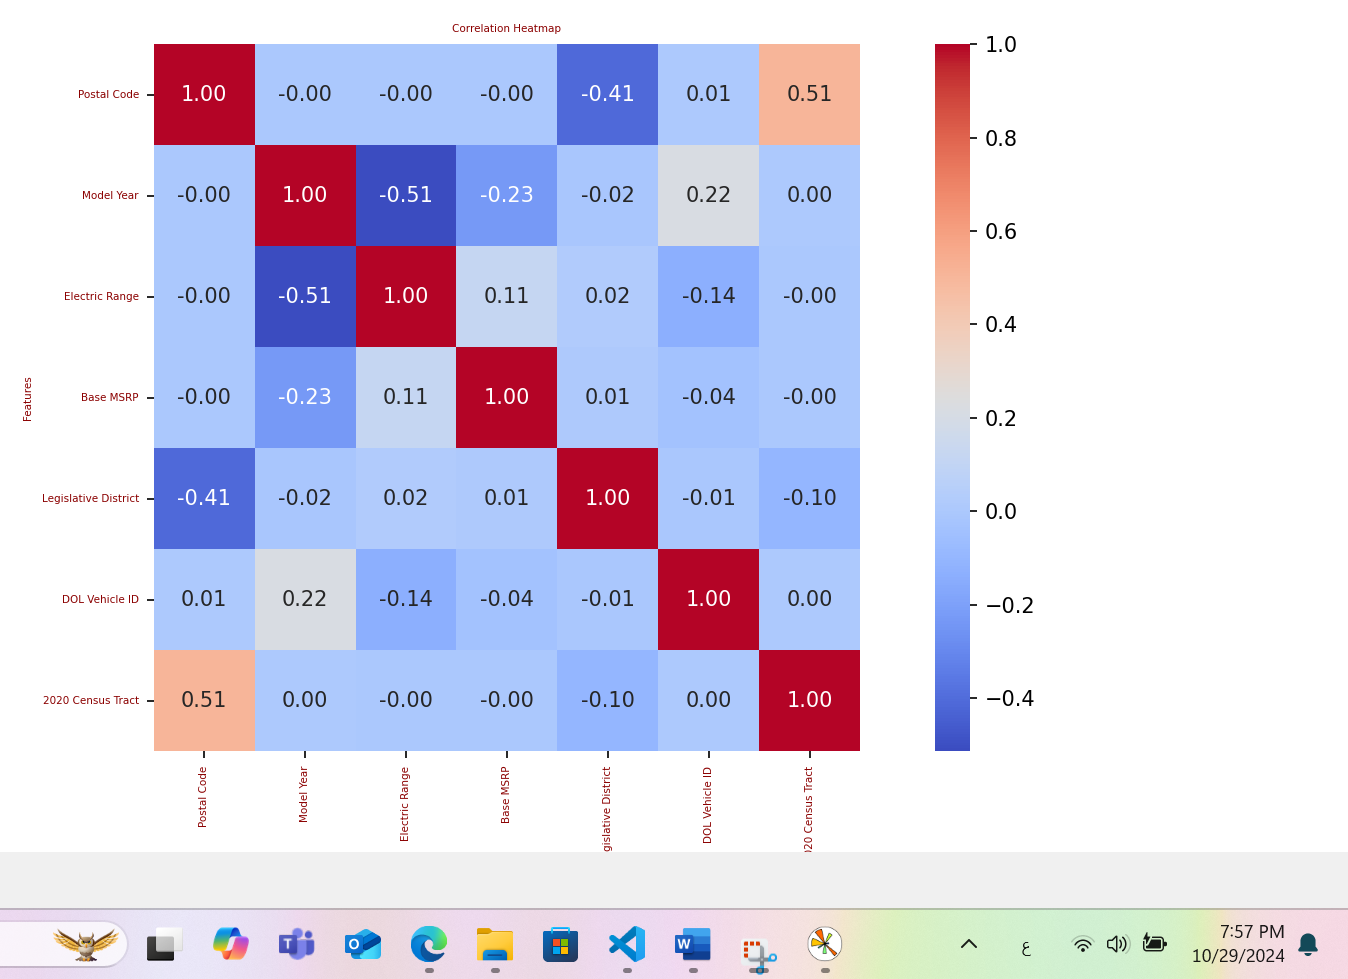 Correlation Heatmap
Postal Code 1.00 -0.00 -0.00 -0.00 -0.41 0.01 0.51
Model Year -0.00 1.00 -0.51 -0.23 -0.02 0.22 0.00
Electric Range -0.00 -0.51 1.00 0.11 0.02 -0.14 -0.00
Base MSRP -0.00 -0.23 0.11 1.00 0.01 -0.04 -0.00
Legislative District -0.41 -0.02 0.02 0.01 1.00 -0.01 -0.10
DOL Vehicle ID 0.01 0.22 -0.14 -0.04 -0.01 1.00 0.00
2020 Census Tract 0.51 0.00 -0.00 -0.00 -0.10 0.00 1.00
Features
Postal Code
Model Year
Electric Range
Base MSRP
gislative District
DOL Vehicle ID
020 Census Tract
1.0
0.8
0.6
0.4
0.2
0.0
−0.2
−0.4
T
O
W
ع
7:57 PM
10/29/2024